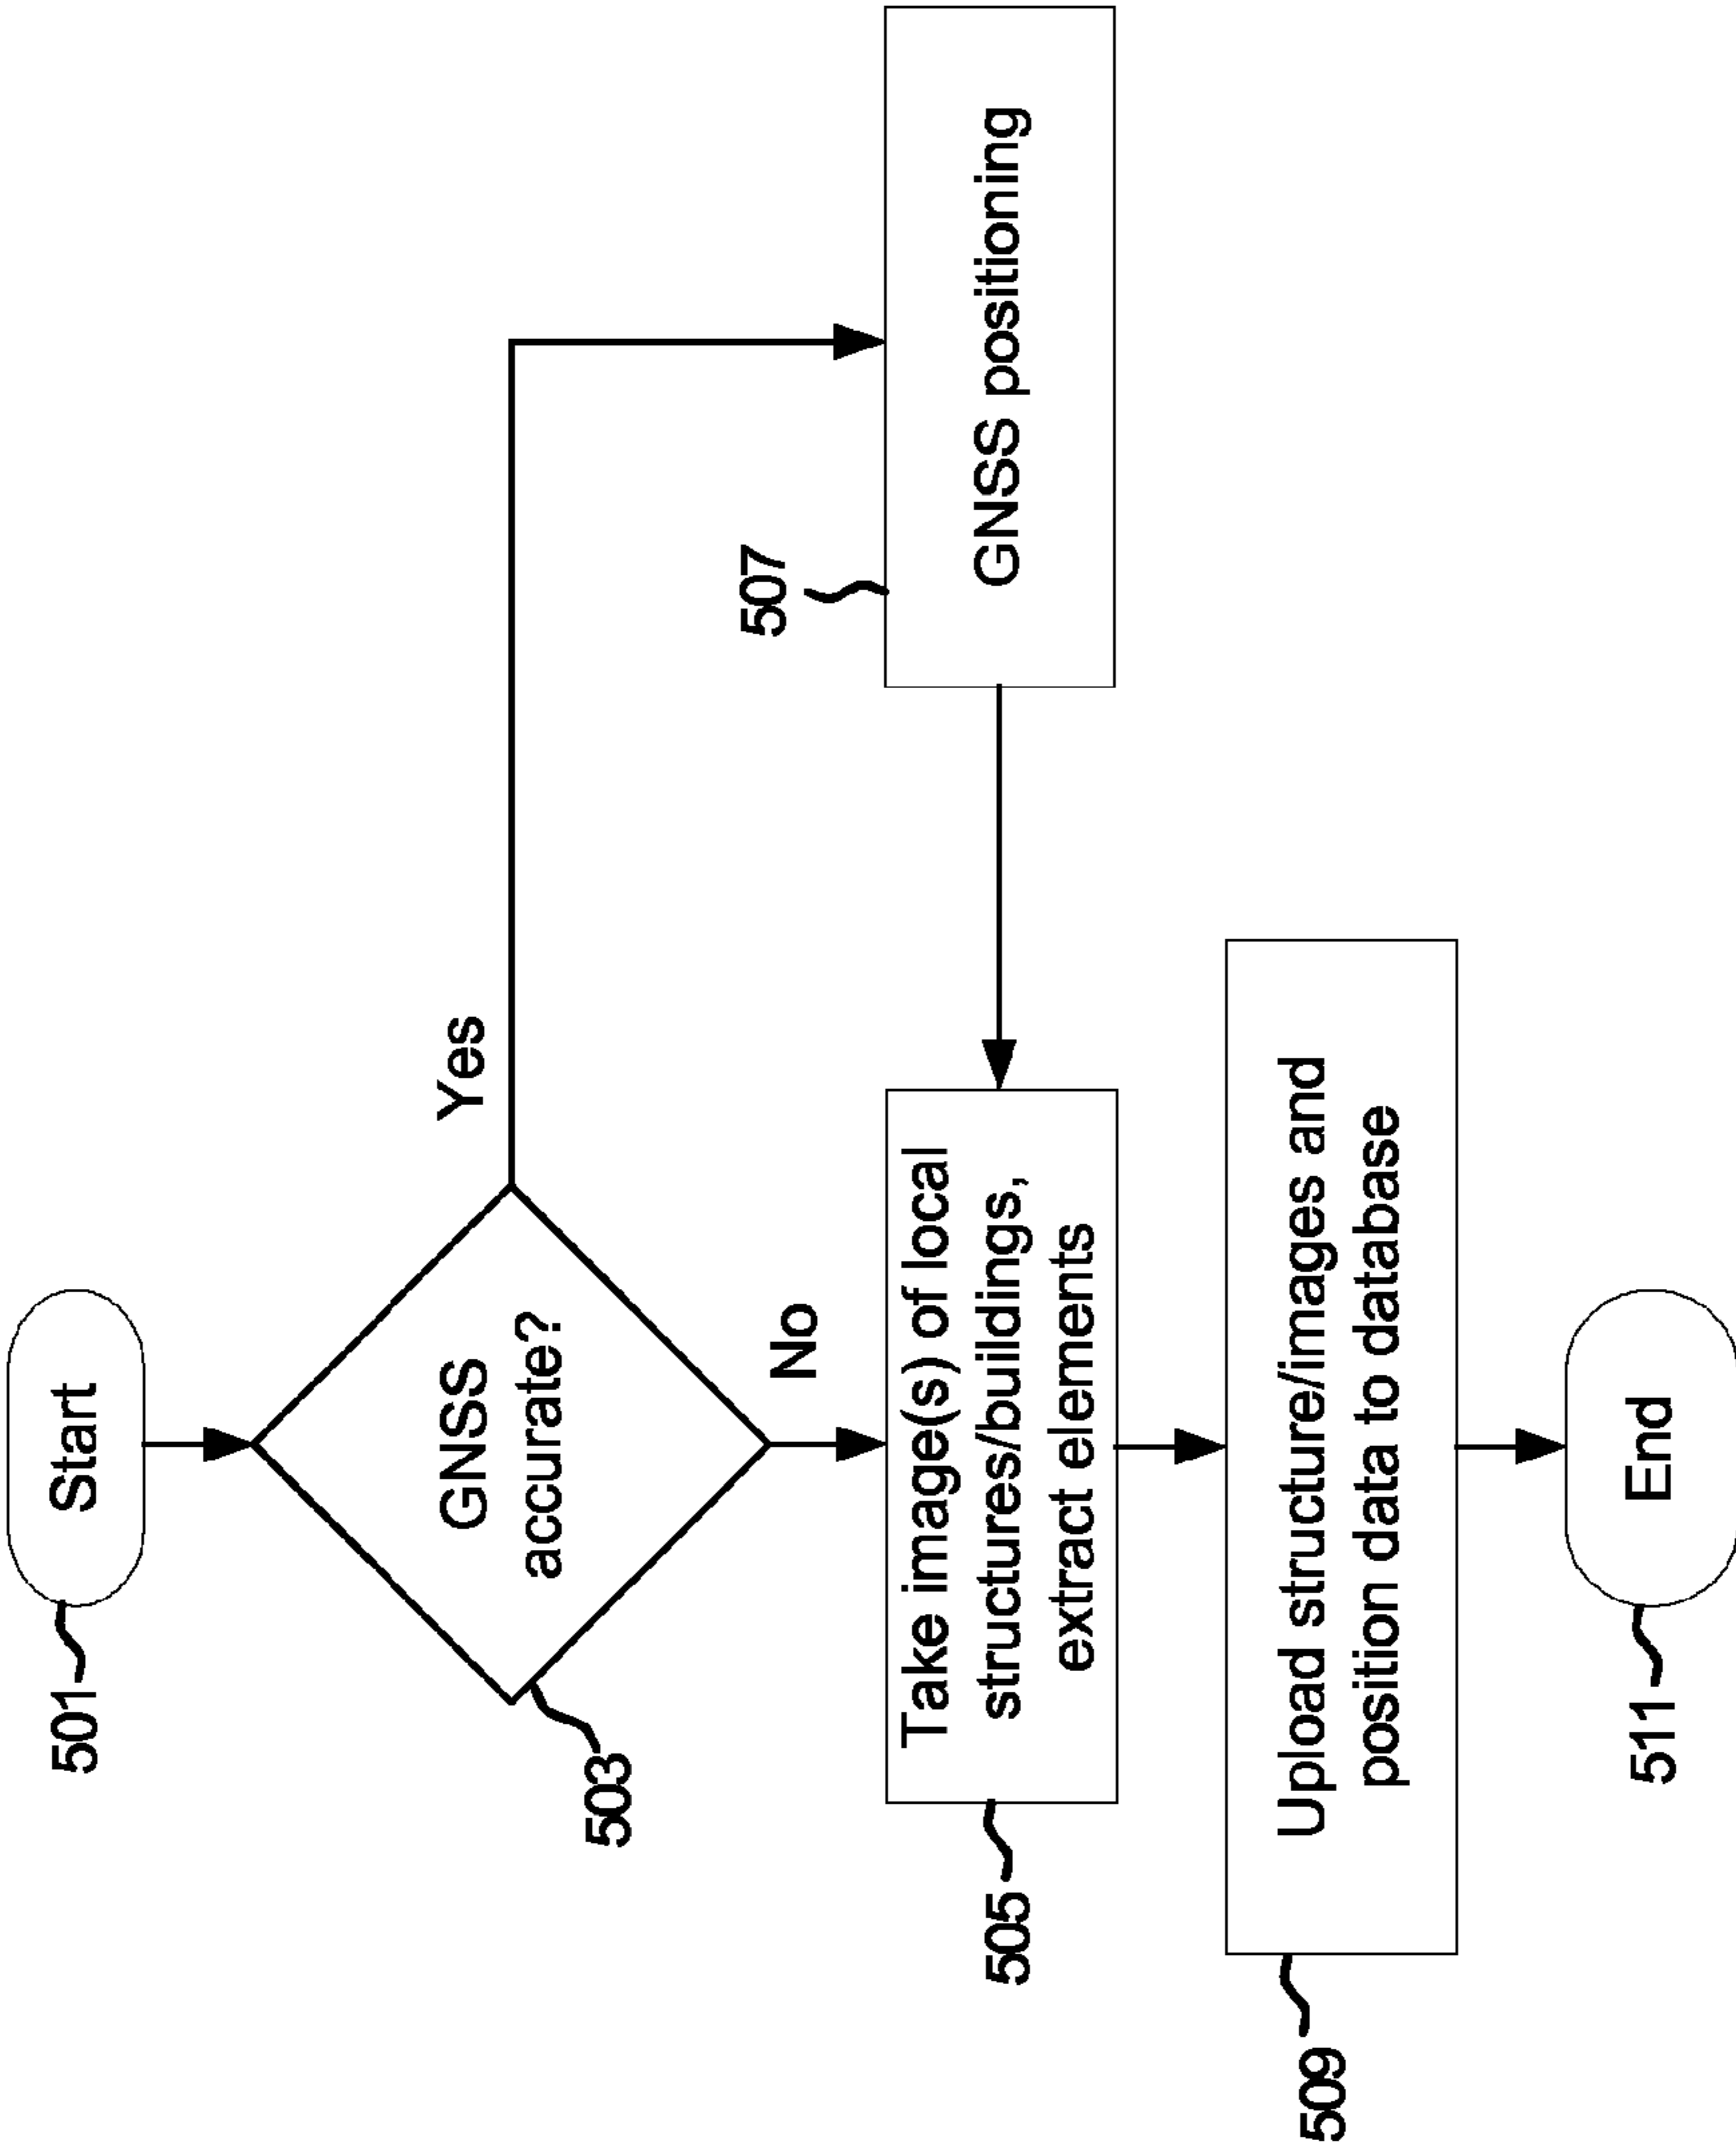 501
Start
503
GNSS
accurate?
Yes
No
507
GNSS positioning
505
Take image(s) of local
structures/buildings,
extract elements
509
Upload structure/images and
position data to database
511
End